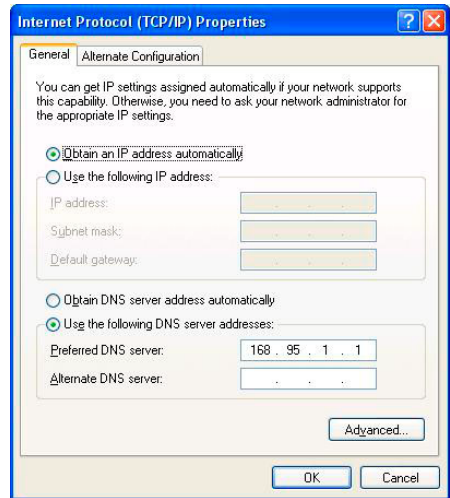 Internet Protocol (TCP/IP) Properties
General
Alternate Configuration
You can get IP settings assigned automatically if your network supports
this capability. Otherwise, you need to ask your network administrator for
the appropriate IP settings.
Obtain an IP address automatically
Use the following IP address:
IP address:
Subnet mask:
Default gateway:
Obtain DNS server address automatically
Use the following DNS server addresses:
Preferred DNS server: 168 . 95 . 1 . 1
Alternate DNS server: . . .
Advanced...
OK Cancel